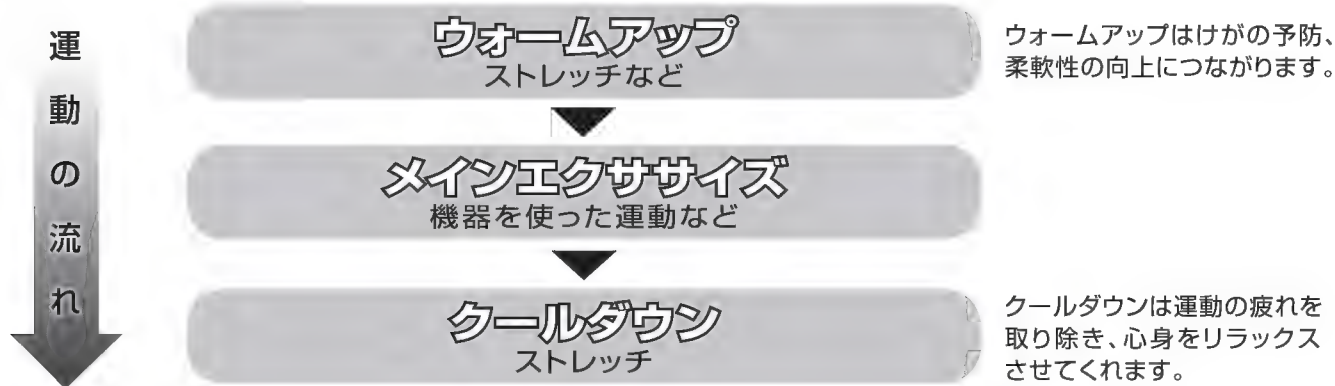 運動の流れ
ウォームアップ
ストレッチなど
ウォームアップはけがの予防、
柔軟性の向上につながります。
メインエクササイズ
機器を使った運動など
クールダウン
ストレッチ
クールダウンは運動の疲れを
取り除き、心身をリラックス
させてくれます。